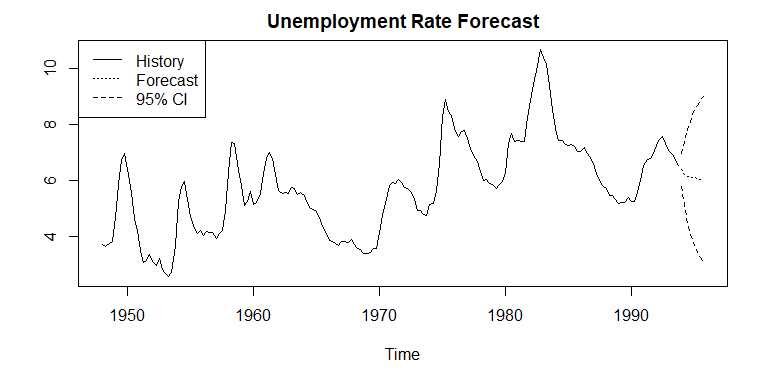 Unemployment Rate Forecast
History
Forecast
95% CI
10
8
6
4
1950 1960 1970 1980 1990
Time